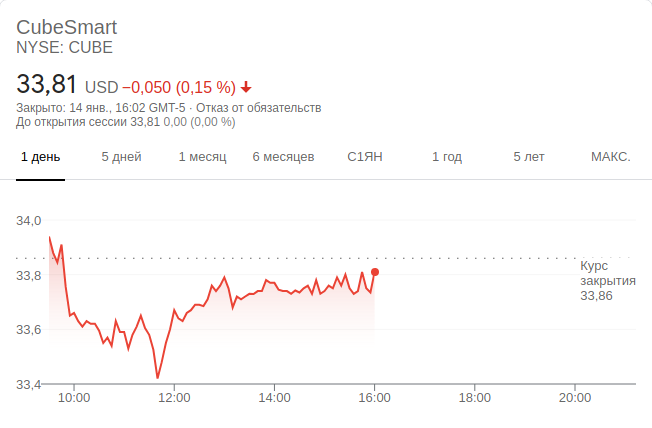 CubeSmart
NYSE: CUBE
33,81 USD −0,050 (0,15 %)
Закрыто: 14 янв., 16:02 GMT-5 · Отказ от обязательств
До открытия сессии 33,81 0,00 (0,00 %)
1 день 5 дней 1 месяц 6 месяцев С1ЯН 1 год 5 лет МАКС.
34,0
33,8
33,6
33,4
Курс
закрытия
33,86
10:00 12:00 14:00 16:00 18:00 20:00